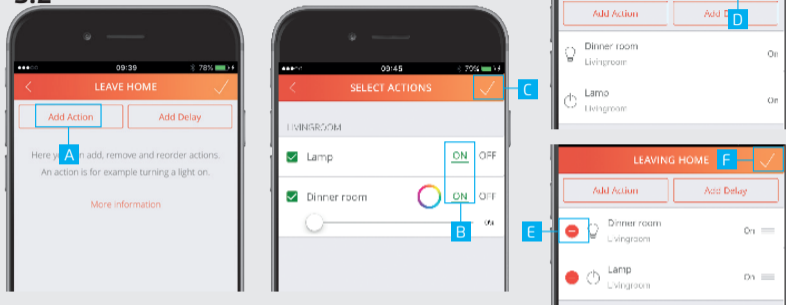 09:39
78%
LEAVE HOME
Add Action
Add Delay
A
Here you can add, remove and reorder actions.
An action is for example turning a light on.
More information
09:45
79%
SELECT ACTIONS
C
LIVINGROOM
Lamp
ON OFF
Dinner room
ON OFF
B
Add Action
Add
D
Dinner room
On
Livingroom
Lamp
On
Livingroom
LEAVING HOME
F
Add Action
Add Delay
E
Dinner room
On
Livingroom
Lamp
On
Livingroom